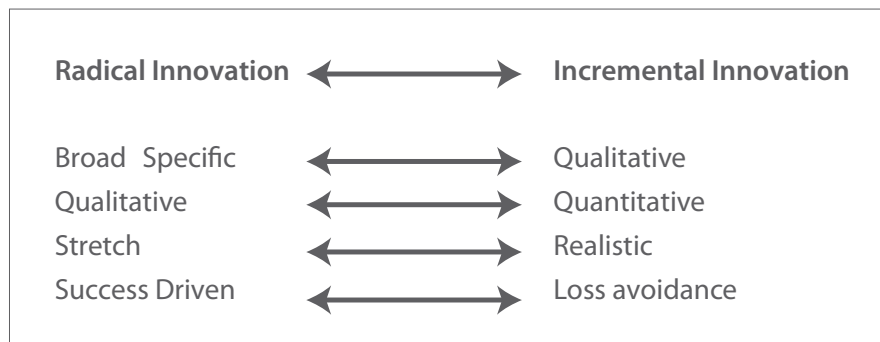 Radical Innovation Incremental Innovation
Broad Specific Qualitative
Qualitative Quantitative
Stretch Realistic
Success Driven Loss avoidance